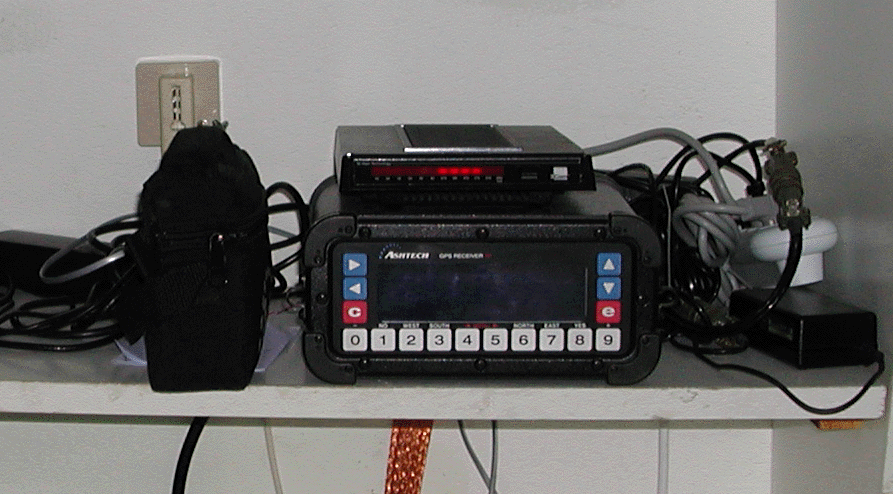 ASHTECH GPS RECEIVER
c e
NO WEST SOUTH NORTH EAST YES
0 1 2 3 4 5 6 7 8 9